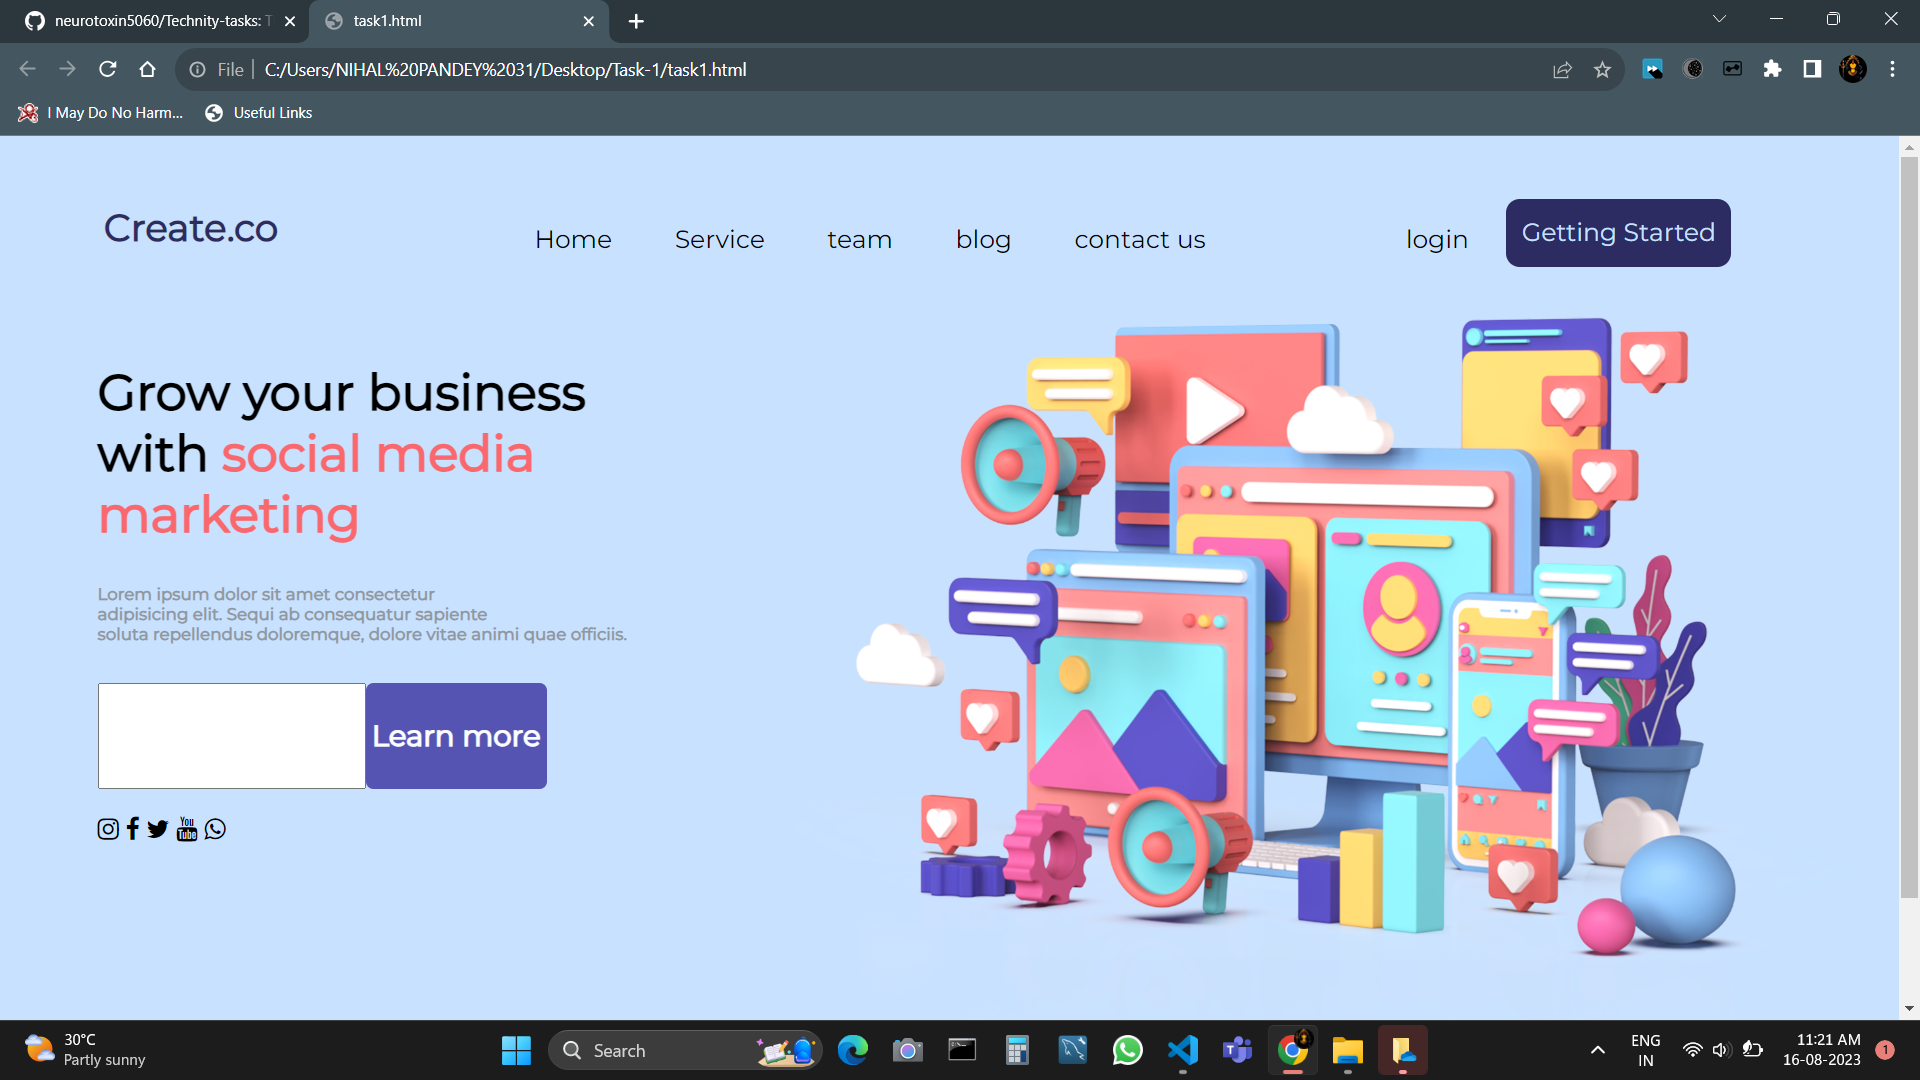 neurotoxin5060/Technity-tasks: T
task1.html
File
C:/Users/NIHAL%20PANDEY%2031/Desktop/Task-1/task1.html
I May Do No Harm...
Useful Links
Create.co
Home
Service
team
blog
contact us
login
Getting Started
Grow your business
with social media
marketing
Lorem ipsum dolor sit amet consectetur
adipisicing elit. Sequi ab consequatur sapiente
soluta repellendus doloremque, dolore vitae animi quae officiis.
Learn more
You
Tube
30°C
Partly sunny
Search
ENG
IN
11:21 AM
16-08-2023
1